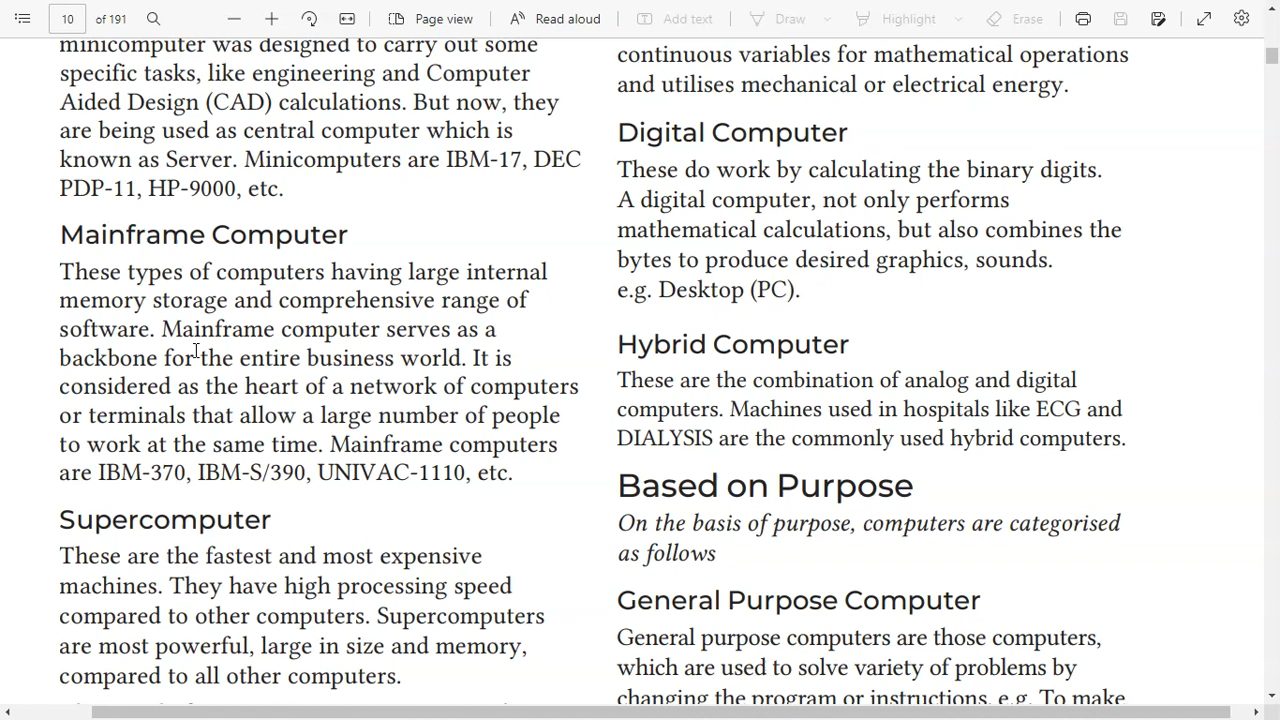 10 of 191 Page view Read aloud Add text Draw Highlight Erase
minicomputer was designed to carry out some
specific tasks, like engineering and Computer
Aided Design (CAD) calculations. But now, they
are being used as central computer which is
known as Server. Minicomputers are IBM-17, DEC
PDP-11, HP-9000, etc.
Mainframe Computer
These types of computers having large internal
memory storage and comprehensive range of
software. Mainframe computer serves as a
backbone for the entire business world. It is
considered as the heart of a network of computers
or terminals that allow a large number of people
to work at the same time. Mainframe computers
are IBM-370, IBM-S/390, UNIVAC-1110, etc.
Supercomputer
These are the fastest and most expensive
machines. They have high processing speed
compared to other computers. Supercomputers
are most powerful, large in size and memory,
compared to all other computers.
continuous variables for mathematical operations
and utilises mechanical or electrical energy.
Digital Computer
These do work by calculating the binary digits.
A digital computer, not only performs
mathematical calculations, but also combines the
bytes to produce desired graphics, sounds.
e.g. Desktop (PC).
Hybrid Computer
These are the combination of analog and digital
computers. Machines used in hospitals like ECG and
DIALYSIS are the commonly used hybrid computers.
Based on Purpose
On the basis of purpose, computers are categorised
as follows
General Purpose Computer
General purpose computers are those computers,
which are used to solve variety of problems by
changing the program or instructions. e.g. To make